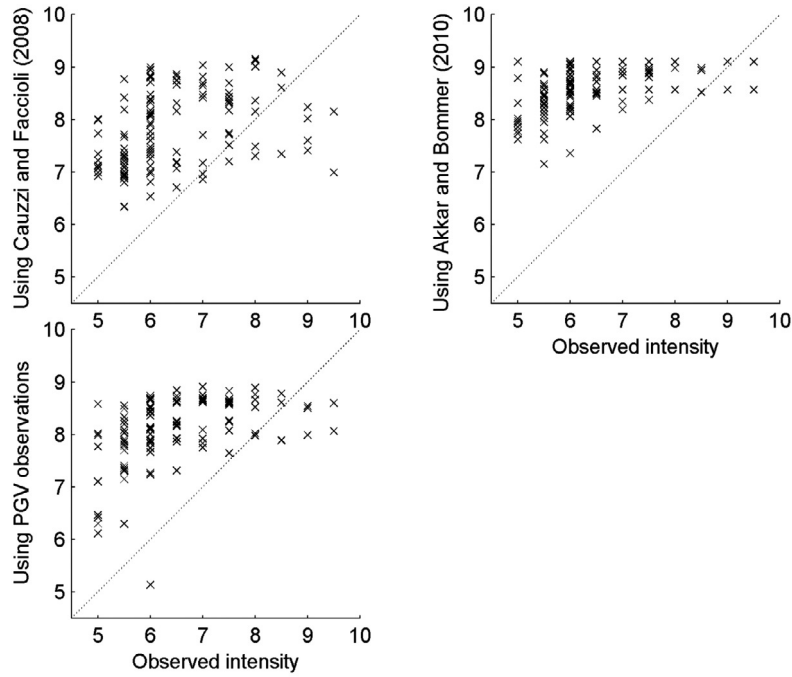 Using Cauzzi and Faccioli (2008)
10
9
8
7
6
5
5 6 7 8 9 10
Using Akkar and Bommer (2010)
10
9
8
7
6
5
5 6 7 8 9 10
Observed intensity
Using PGV observations
10
9
8
7
6
5
5 6 7 8 9 10
Observed intensity